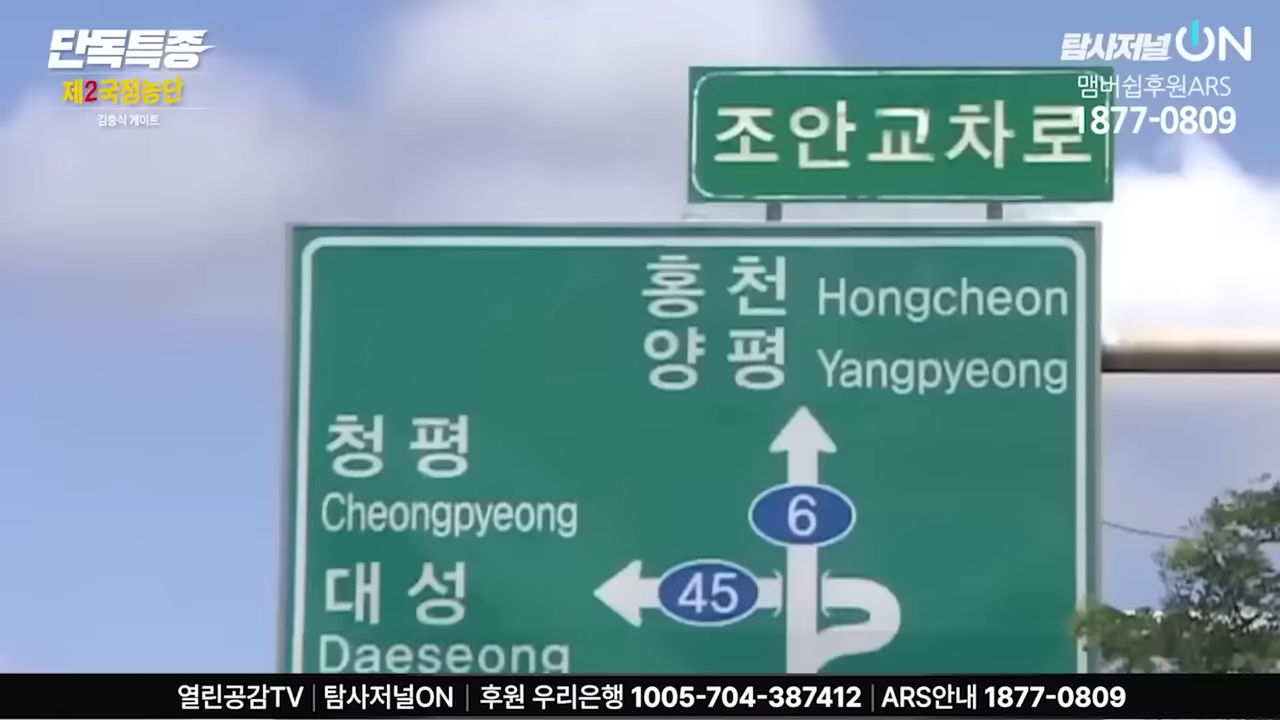 단독특종
제2국정농단
김충식 게이트
탐사저널ON
맴버쉽후원ARS
1877-0809
조안교차로
홍천 Hongcheon
양평 Yangpyeong
청평
Cheongpyeong
6
45
대성
Daeseong
열린공감TV | 탐사저널ON | 후원 우리은행 1005-704-387412 | ARS안내 1877-0809